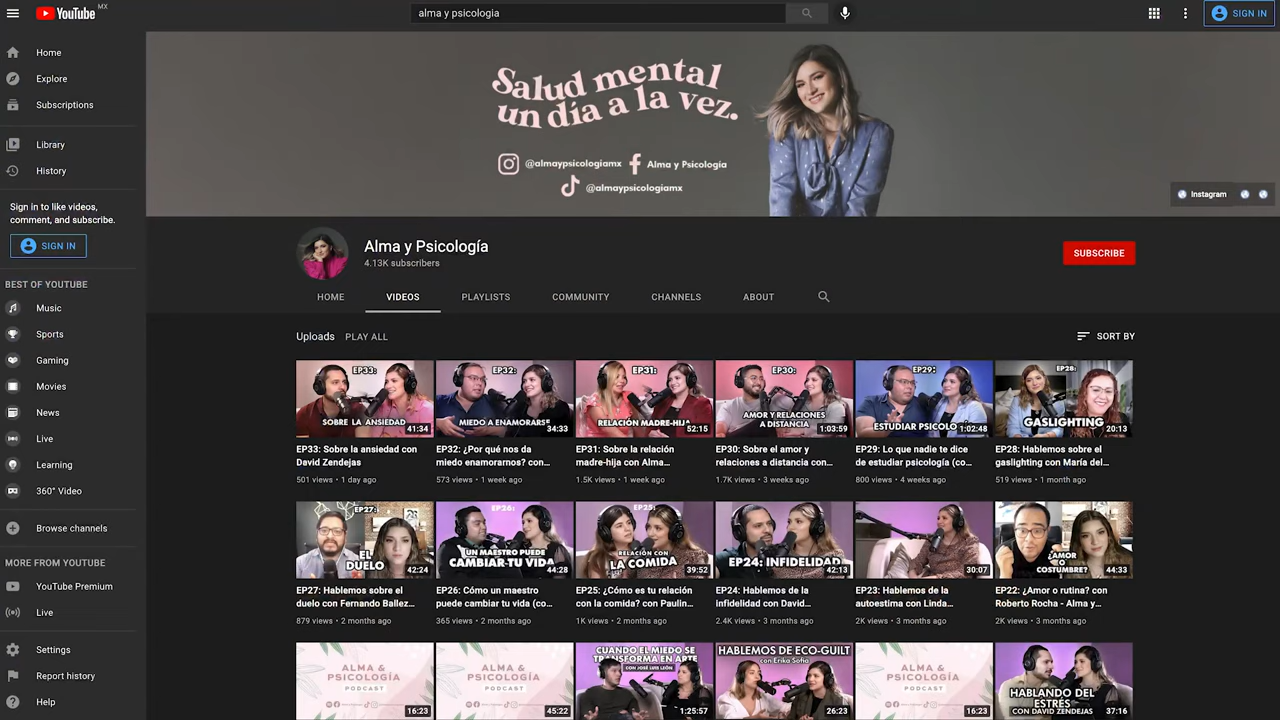 YouTube MX
alma y psicologia
SIGN IN
Home
Explore
Subscriptions
Library
History
Sign in to like videos,
comment, and subscribe.
SIGN IN
BEST OF YOUTUBE
Music
Sports
Gaming
Movies
News
Live
Learning
360° Video
Browse channels
MORE FROM YOUTUBE
YouTube Premium
Live
Settings
Report history
Help
Salud mental
un día a la vez.
@almaypsicologiamx Alma y Psicología
@almaypsicologiamx
Instagram
Alma y Psicología
4.13K subscribers
SUBSCRIBE
HOME VIDEOS PLAYLISTS COMMUNITY CHANNELS ABOUT
Uploads PLAY ALL
SORT BY
EP33:
SOBRE LA ANSIEDAD
41:34
EP33: Sobre la ansiedad con
David Zendejas
501 views • 1 day ago
EP32:
MIEDO A ENAMORARSE
34:33
EP32: ¿Por qué nos da
miedo enamorarnos? con...
573 views • 1 week ago
EP31:
RELACIÓN MADRE-HIJA
52:15
EP31: Sobre la relación
madre-hija con Alma...
1.5K views • 1 week ago
EP30:
AMOR Y RELACIONES
A DISTANCIA
1:03:59
EP30: Sobre el amor y
relaciones a distancia con...
1.7K views • 3 weeks ago
EP29:
ESTUDIAR PSICOLO
1:02:48
EP29: Lo que nadie te dice
de estudiar psicología (co...
800 views • 4 weeks ago
EP28:
GASLIGHTING
20:13
EP28: Hablemos sobre el
gaslighting con María del...
519 views • 1 month ago
EP27:
EL
DUELO
42:24
EP27: Hablemos sobre el
duelo con Fernando Ballez...
879 views • 2 months ago
EP26:
UN MAESTRO PUEDE
CAMBIAR TU VIDA
44:28
EP26: Cómo un maestro
puede cambiar tu vida (co...
365 views • 2 months ago
EP25:
RELACIÓN CON
LA COMIDA
39:52
EP25: ¿Cómo es tu relación
con la comida? con Paulin...
1K views • 2 months ago
EP24: INFIDELIDAD
42:13
EP24: Hablemos de la
infidelidad con David...
2.4K views • 3 months ago
30:07
EP23: Hablemos de la
autoestima con Linda...
2K views • 3 months ago
¿AMOR
O
COSTUMBRE?
44:33
EP22: ¿Amor o rutina? con
Roberto Rocha - Alma y...
2K views • 3 months ago
ALMA &
PSICOLOGÍA
PODCAST
16:23
ALMA &
PSICOLOGÍA
PODCAST
45:22
CUANDO EL MIEDO SE
TRANSFORMA EN ARTE
CON JOSÉ LUIS LEÓN
1:25:57
HABLEMOS DE ECO-GUILT
con Erika Sofía
26:23
ALMA &
PSICOLOGÍA
PODCAST
16:23
HABLANDO DEL
ESTRÉS
CON DAVID ZENDEJAS
37:16